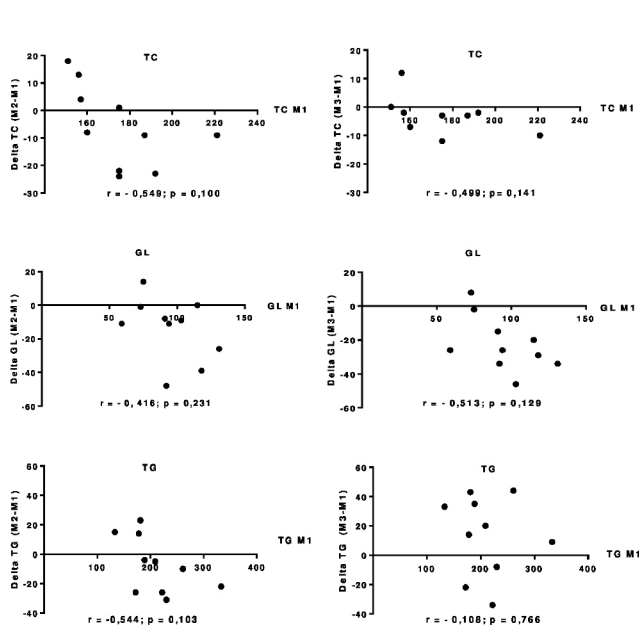 TC
Delta TC (M2-M1)
20
10
0
-10
-20
-30
160 180 200 220 240
TC M1
r = - 0,549; p = 0,100
TC
Delta TC (M3-M1)
20
10
0
-10
-20
-30
160 180 200 220 240
TC M1
r = - 0,499; p = 0,141
GL
Delta GL (M2-M1)
20
0
-20
-40
-60
50 100 150
GL M1
r = - 0,416; p = 0,231
GL
Delta GL (M3-M1)
20
0
-20
-40
-60
50 100 150
GL M1
r = - 0,513; p = 0,129
TG
Delta TG (M2-M1)
60
40
20
0
-20
-40
100 200 300 400
TG M1
r = -0,544; p = 0,103
TG
Delta TG (M3-M1)
60
40
20
0
-20
-40
100 200 300 400
TG M1
r = - 0,108; p = 0,766